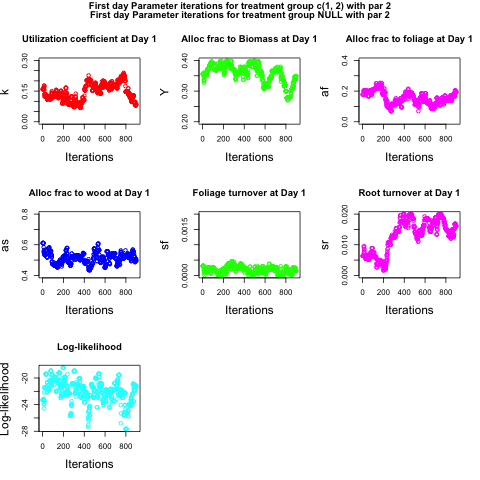 First day Parameter iterations for treatment group c(1, 2) with par 2
First day Parameter iterations for treatment group NULL with par 2
Utilization coefficient at Day 1
k
0.00 0.15 0.30
0 200 400 600 800
Iterations
Alloc frac to Biomass at Day 1
Y
0.20 0.30 0.40
0 200 400 600 800
Iterations
Alloc frac to foliage at Day 1
af
0.0 0.2 0.4
0 200 400 600 800
Iterations
Alloc frac to wood at Day 1
as
0.4 0.6 0.8
0 200 400 600 800
Iterations
Foliage turnover at Day 1
sf
0.0000 0.0015
0 200 400 600 800
Iterations
Root turnover at Day 1
sr
0.000 0.010 0.020
0 200 400 600 800
Iterations
Log-likelihood
Log-likelihood
-28 -24 -20
0 200 400 600 800
Iterations